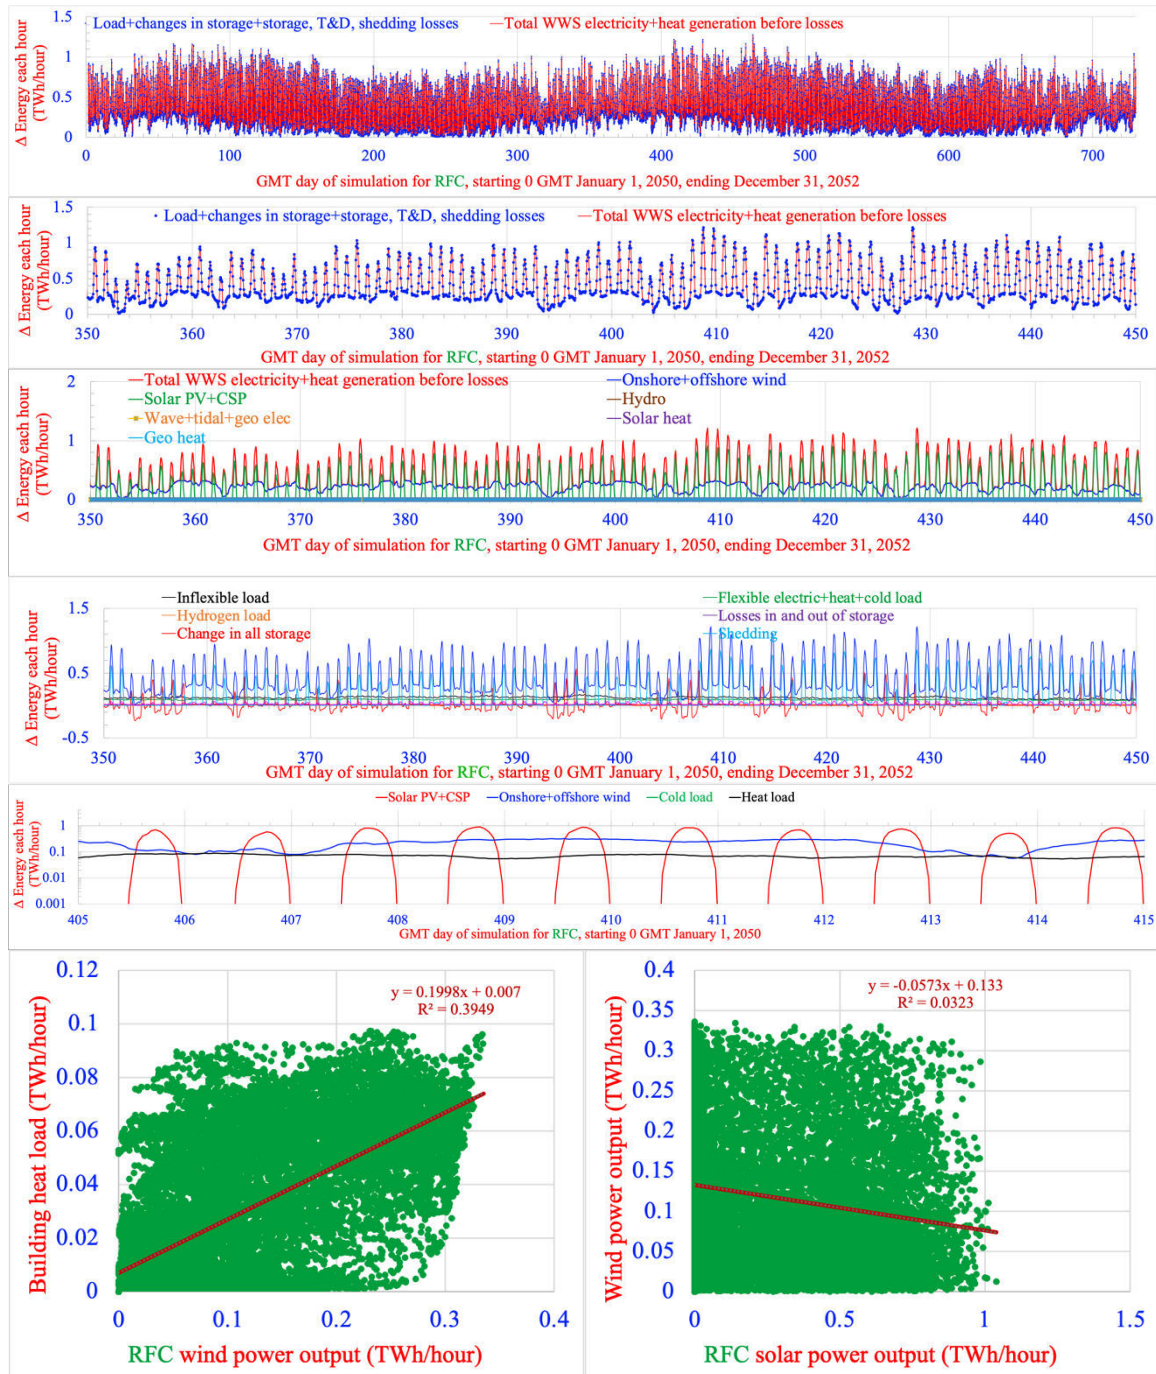 Load+changes in storage+storage, T&D, shedding losses
—Total WWS electricity+heat generation before losses
Δ Energy each hour
(TWh/hour)
1.5
1
0.5
0
0 100 200 300 400 500 600 700
GMT day of simulation for RFC, starting 0 GMT January 1, 2050, ending December 31, 2052
Load+changes in storage+storage, T&D, shedding losses
—Total WWS electricity+heat generation before losses
Δ Energy each hour
(TWh/hour)
1.5
1
0.5
0
350 360 370 380 390 400 410 420 430 440 450
GMT day of simulation for RFC, starting 0 GMT January 1, 2050, ending December 31, 2052
—Total WWS electricity+heat generation before losses
—Onshore+offshore wind
—Solar PV+CSP
—Hydro
Wave+tidal+geo elec
—Solar heat
—Geo heat
Δ Energy each hour
(TWh/hour)
2
1
0
350 360 370 380 390 400 410 420 430 440 450
GMT day of simulation for RFC, starting 0 GMT January 1, 2050, ending December 31, 2052
—Inflexible load
—Flexible electric+heat+cold load
—Hydrogen load
—Losses in and out of storage
—Change in all storage
—Shedding
Δ Energy each hour
(TWh/hour)
1.5
0.5
-0.5
350 360 370 380 390 400 410 420 430 440 450
GMT day of simulation for RFC, starting 0 GMT January 1, 2050, ending December 31, 2052
—Solar PV+CSP —Onshore+offshore wind —Cold load —Heat load
Δ Energy each hour
(TWh/hour)
1
0.1
0.01
0.001
405 406 407 408 409 410 411 412 413 414 415
GMT day of simulation for RFC, starting 0 GMT January 1, 2050
Building heat load (TWh/hour)
0.12
0.1
0.08
0.06
0.04
0.02
0
y = 0.1998x + 0.007
R² = 0.3949
0 0.1 0.2 0.3 0.4
RFC wind power output (TWh/hour)
Wind power output (TWh/hour)
0.4
0.35
0.3
0.25
0.2
0.15
0.1
0.05
0
y = -0.0573x + 0.133
R² = 0.0323
0 0.5 1 1.5
RFC solar power output (TWh/hour)